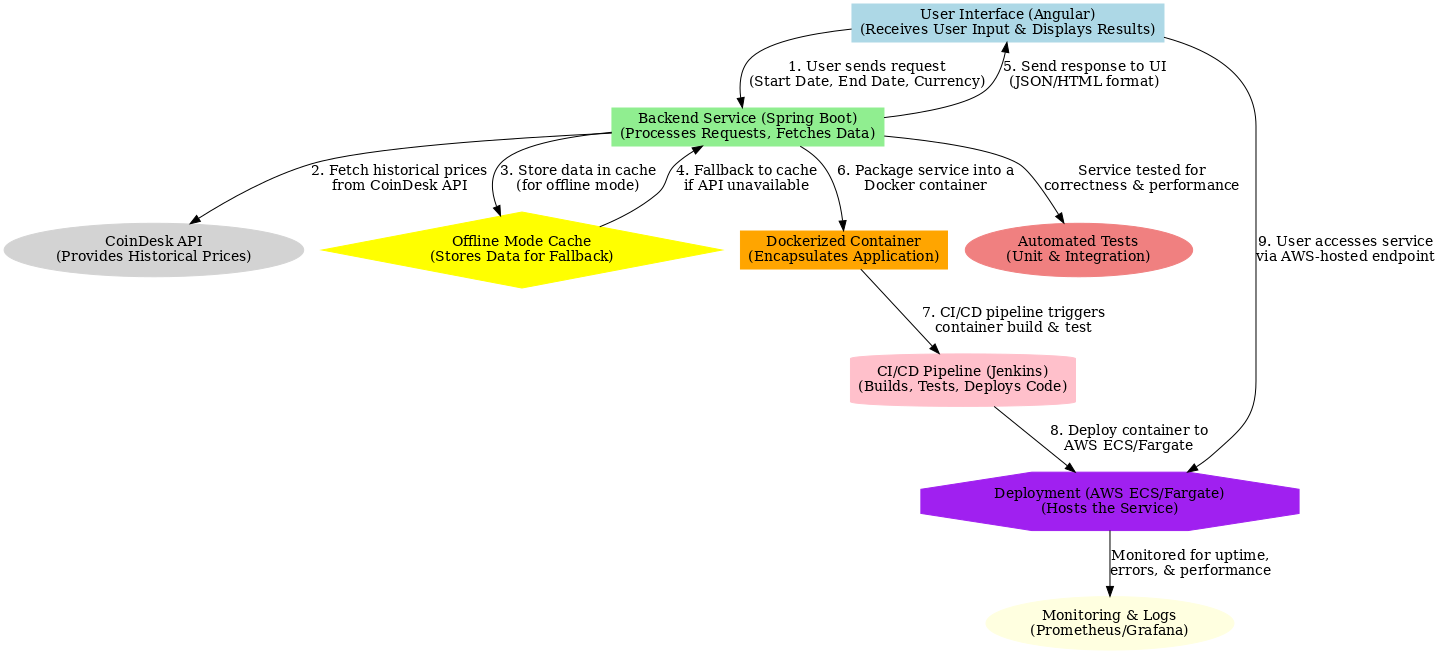 User Interface (Angular)
(Receives User Input & Displays Results)
1. User sends request
(Start Date, End Date, Currency)
5. Send response to UI
(JSON/HTML format)
Backend Service (Spring Boot)
(Processes Requests, Fetches Data)
2. Fetch historical prices
from CoinDesk API
3. Store data in cache
(for offline mode)
4. Fallback to cache
if API unavailable
6. Package service into a
Docker container
Service tested for
correctness & performance
CoinDesk API
(Provides Historical Prices)
Offline Mode Cache
(Stores Data for Fallback)
Dockerized Container
(Encapsulates Application)
Automated Tests
(Unit & Integration)
9. User accesses service
via AWS-hosted endpoint
7. CI/CD pipeline triggers
container build & test
CI/CD Pipeline (Jenkins)
(Builds, Tests, Deploys Code)
8. Deploy container to
AWS ECS/Fargate
Deployment (AWS ECS/Fargate)
(Hosts the Service)
Monitored for uptime,
errors, & performance
Monitoring & Logs
(Prometheus/Grafana)